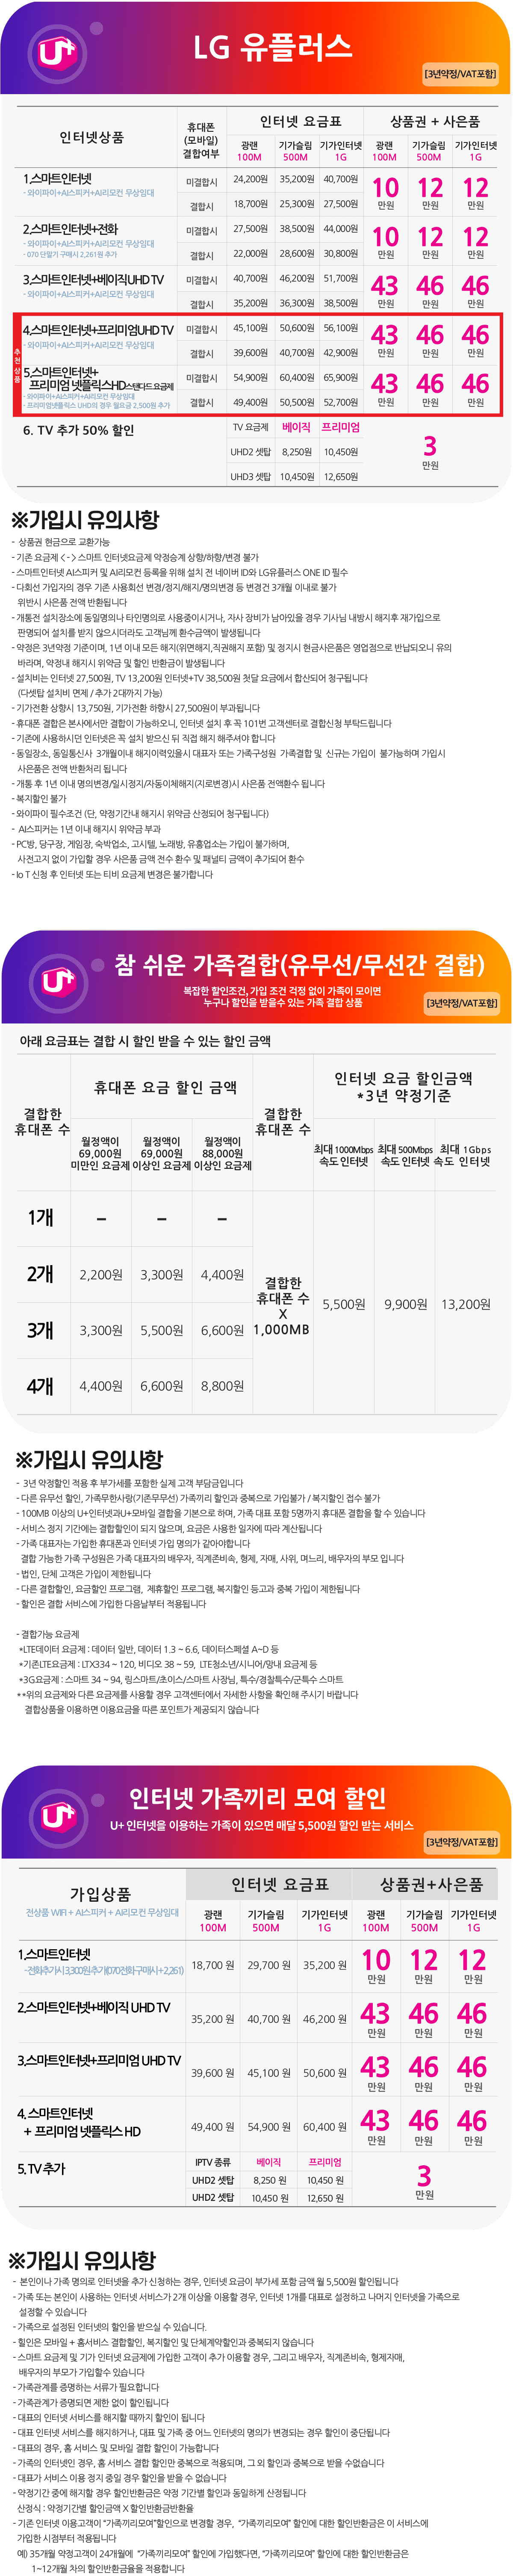 U+
LG 유플러스
[3년약정/VAT포함]
인터넷상품
휴대폰
(모바일)
결합여부
인터넷 요금표
상품권 + 사은품
광랜
100M
기가슬림
500M
기가인터넷
1G
광랜
100M
기가슬림
500M
기가인터넷
1G
1.스마트인터넷
- 와이파이+AI스피커+AI리모컨 무상임대
미결합시 24,200원 35,200원 40,700원
결합시 18,700원 25,300원 27,500원
10 만원 12 만원 12 만원
2.스마트인터넷+전화
- 와이파이+AI스피커+AI리모컨 무상임대
- 070 단말기 구매시 2,261원 추가
미결합시 27,500원 38,500원 44,000원
결합시 22,000원 28,600원 30,800원
10 만원 12 만원 12 만원
3.스마트인터넷+베이직UHD TV
- 와이파이+AI스피커+AI리모컨 무상임대
미결합시 40,700원 46,200원 51,700원
결합시 35,200원 36,300원 38,500원
43 만원 46 만원 46 만원
추천상품
4.스마트인터넷+프리미엄UHD TV
- 와이파이+AI스피커+AI리모컨 무상임대
미결합시 45,100원 50,600원 56,100원
결합시 39,600원 40,700원 42,900원
43 만원 46 만원 46 만원
5.스마트인터넷+
프리미엄 넷플릭스HD스탠다드 요금제
- 와이파이+AI스피커+AI리모컨 무상임대
- 프리미엄넷플릭스 UHD의 경우 월요금 2,500원 추가
미결합시 54,900원 60,400원 65,900원
결합시 49,400원 50,500원 52,700원
43 만원 46 만원 46 만원
6. TV 추가 50% 할인
TV 요금제 베이직 프리미엄
UHD2 셋탑 8,250원 10,450원
UHD3 셋탑 10,450원 12,650원
3 만원
※가입시 유의사항
- 상품권 현금으로 교환가능
- 기존 요금제 < - > 스마트 인터넷요금제 약정승계 상향/하향/변경 불가
- 스마트인터넷 AI스피커 및 AI리모컨 등록을 위해 설치 전 네이버 ID와 LG유플러스 ONE ID 필수
- 다회선 가입자의 경우 기존 사용회선 변경/정지/해지/명의변경 등 변경건 3개월 이내로 불가
위반시 사은품 전액 반환됩니다
- 개통전 설치장소에 동일명의나 타인명의로 사용중이시거나, 자사 장비가 남아있을 경우 기사님 내방시 해지후 재가입으로
판명되어 설치를 받지 않으시더라도 고객님께 환수금액이 발생됩니다
- 약정은 3년약정 기준이며, 1년 이내 모든 해지(위면해지,직권해지 포함) 및 정지시 현금사은품은 영업점으로 반납되오니 유의
바라며, 약정내 해지시 위약금 및 할인 반환금이 발생됩니다
- 설치비는 인터넷 27,500원, TV 13,200원 인터넷+TV 38,500원 첫달 요금에서 합산되어 청구됩니다
(다셋탑 설치비 면제 / 추가 2대까지 가능)
- 기가전환 상향시 13,750원, 기가전환 하향시 27,500원이 부과됩니다
- 휴대폰 결합은 본사에서만 결합이 가능하오니, 인터넷 설치 후 꼭 101번 고객센터로 결합신청 부탁드립니다
- 기존에 사용하시던 인터넷은 꼭 설치 받으신 뒤 직접 해지 해주셔야 합니다
- 동일장소, 동일통신사 3개월이내 해지이력있을시 대표자 또는 가족구성원 가족결합 및 신규는 가입이 불가능하며 가입시
사은품은 전액 반환처리 됩니다
- 개통 후 1년 이내 명의변경/일시정지/자동이체해지(지로변경)시 사은품 전액환수 됩니다
- 복지할인 불가
- 와이파이 필수조건 (단, 약정기간내 해지시 위약금 산정되어 청구됩니다)
- AI스피커는 1년 이내 해지시 위약금 부과
- PC방, 당구장, 게임장, 숙박업소, 고시텔, 노래방, 유흥업소는 가입이 불가하며,
사전고지 없이 가입할 경우 사은품 금액 전수 환수 및 패널티 금액이 추가되어 환수
- Io T 신청 후 인터넷 또는 티비 요금제 변경은 불가합니다
U+
참 쉬운 가족결합(유무선/무선간 결합)
복잡한 할인조건, 가입 조건 걱정 없이 가족이 모이면
누구나 할인을 받을수 있는 가족 결합 상품
[3년약정/VAT포함]
아래 요금표는 결합 시 할인 받을 수 있는 할인 금액
결합한
휴대폰 수
휴대폰 요금 할인 금액
결합한
휴대폰 수
인터넷 요금 할인금액
*3년 약정기준
월정액이
69,000원
미만인 요금제
월정액이
69,000원
이상인 요금제
월정액이
88,000원
이상인 요금제
최대 1000Mbps
속도 인터넷
최대 500Mbps
속도 인터넷
최대 1Gbps
속도 인터넷
1개 – – –
2개 2,200원 3,300원 4,400원
3개 3,300원 5,500원 6,600원
4개 4,400원 6,600원 8,800원
결합한
휴대폰 수
X
1,000MB
5,500원 9,900원 13,200원
※가입시 유의사항
- 3년 약정할인 적용 후 부가세를 포함한 실제 고객 부담금입니다
- 다른 유무선 할인, 가족무한사랑(기존무무선) 가족끼리 할인과 중복으로 가입불가 / 복지할인 접수 불가
- 100MB 이상의 U+인터넷과U+모바일 결합을 기본으로 하며, 가족 대표 포함 5명까지 휴대폰 결합을 할 수 있습니다
- 서비스 정지 기간에는 결합할인이 되지 않으며, 요금은 사용한 일자에 따라 계산됩니다
- 가족 대표자는 가입한 휴대폰과 인터넷 가입 명의가 같아야합니다
결합 가능한 가족 구성원은 가족 대표자의 배우자, 직계존비속, 형제, 자매, 사위, 며느리, 배우자의 부모 입니다
- 법인, 단체 고객은 가입이 제한됩니다
- 다른 결합할인, 요금할인 프로그램, 제휴할인 프로그램, 복지할인 등고과 중복 가입이 제한됩니다
- 할인은 결합 서비스에 가입한 다음날부터 적용됩니다
- 결합가능 요금제
*LTE데이터 요금제 : 데이터 일반, 데이터 1.3 ~ 6.6, 데이터스페셜 A~D 등
*기존LTE요금제 : LTX334 ~ 120, 비디오 38 ~ 59, LTE청소년/시니어/망내 요금제 등
*3G요금제 : 스마트 34 ~ 94, 링스마트/초이스/스마트 사장님, 특수/경찰특수/군특수 스마트
**위의 요금제와 다른 요금제를 사용할 경우 고객센터에서 자세한 사항을 확인해 주시기 바랍니다
결합상품을 이용하면 이용요금을 따른 포인트가 제공되지 않습니다
U+
인터넷 가족끼리 모여 할인
U+ 인터넷을 이용하는 가족이 있으면 매달 5,500원 할인 받는 서비스
[3년약정/VAT포함]
가입상품
전상품 WIFI + AI스피커 + AI리모컨 무상임대
인터넷 요금표
상품권+사은품
광랜
100M
기가슬림
500M
기가인터넷
1G
광랜
100M
기가슬림
500M
기가인터넷
1G
1.스마트인터넷
-전화추가시3,300원추가(070전화구매시+2,261)
18,700 원 29,700 원 35,200 원
10 만원 12 만원 12 만원
2.스마트인터넷+베이직 UHD TV
35,200 원 40,700 원 46,200 원
43 만원 46 만원 46 만원
3.스마트인터넷+프리미엄 UHD TV
39,600 원 45,100 원 50,600 원
43 만원 46 만원 46 만원
4. 스마트인터넷
+ 프리미엄 넷플릭스 HD
49,400 원 54,900 원 60,400 원
43 만원 46 만원 46 만원
5. TV 추가
IPTV 종류 베이직 프리미엄
UHD2 셋탑 8,250 원 10,450 원
UHD2 셋탑 10,450 원 12,650 원
3 만원
※가입시 유의사항
- 본인이나 가족 명의로 인터넷을 추가 신청하는 경우, 인터넷 요금이 부가세 포함 금액 월 5,500원 할인됩니다
- 가족 또는 본인이 사용하는 인터넷 서비스가 2개 이상을 이용할 경우, 인터넷 1개를 대표로 설정하고 나머지 인터넷을 가족으로
설정할 수 있습니다
- 가족으로 설정된 인터넷의 할인을 받으실 수 있습니다.
- 힐인은 모바일 + 홈서비스 결합할인, 복지할인 및 단체계약할인과 중복되지 않습니다
- 스마트 요금제 및 기가 인터넷 요금제에 가입한 고객이 추가 이용할 경우, 그리고 배우자, 직계존비속, 형제자매,
배우자의 부모가 가입할수 있습니다
- 가족관계를 증명하는 서류가 필요합니다
- 가족관계가 증명되면 제한 없이 할인됩니다
- 대표의 인터넷 서비스를 해지할 때까지 할인이 됩니다
- 대표 인터넷 서비스를 해지하거나, 대표 및 가족 중 어느 인터넷의 명의가 변경되는 경우 할인이 중단됩니다
- 대표의 경우, 홈 서비스 및 모바일 결합 할인이 가능합니다
- 가족의 인터넷인 경우, 홈 서비스 결합 할인만 중복으로 적용되며, 그 외 할인과 중복으로 받을 수없습니다
- 대표가 서비스 이용 정지 중일 경우 할인을 받을 수 없습니다
- 약정기간 중에 해지할 경우 할인반환금은 약정 기간별 할인과 동일하게 산정됩니다
산정식 : 약정기간별 할인금액 X 할인반환금반환율
- 기존 인터넷 이용고객이 “가족끼리모여”할인으로 변경할 경우, “가족끼리모여” 할인에 대한 할인반환금은 이 서비스에
가입한 시점부터 적용됩니다
예) 35개월 약정고객이 24개월에 “가족끼리모여” 할인에 가입했다면, “가족끼리모여” 할인에 대한 할인반환금은
1~12개월 차의 할인반환금율을 적용합니다